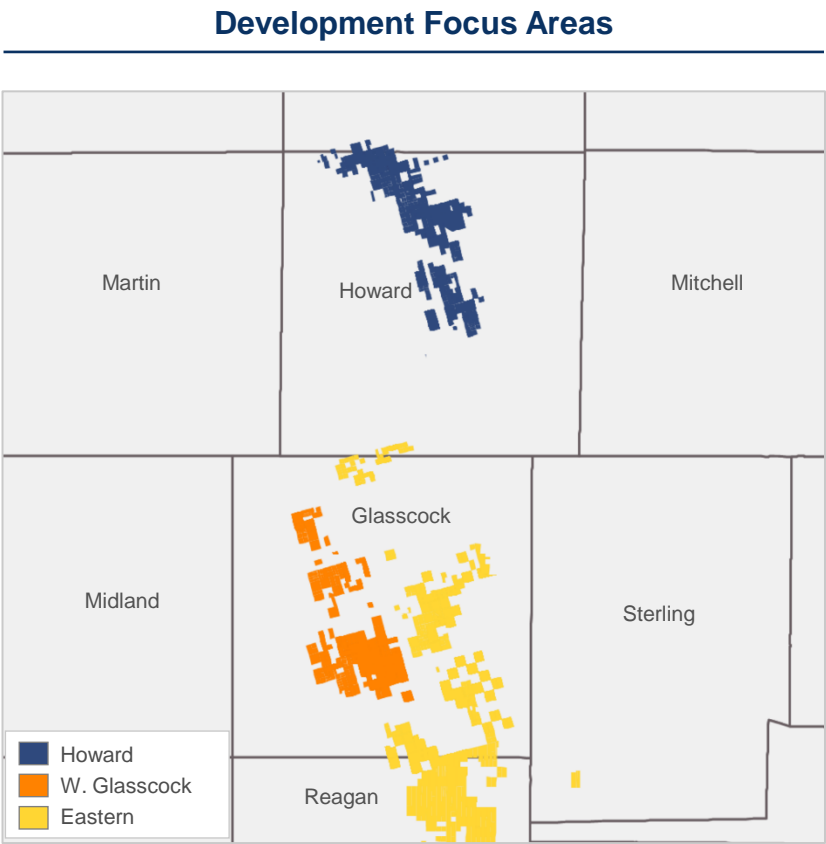 Development Focus Areas
Martin
Howard
Mitchell
Glasscock
Midland
Sterling
Reagan
Howard
W. Glasscock
Eastern